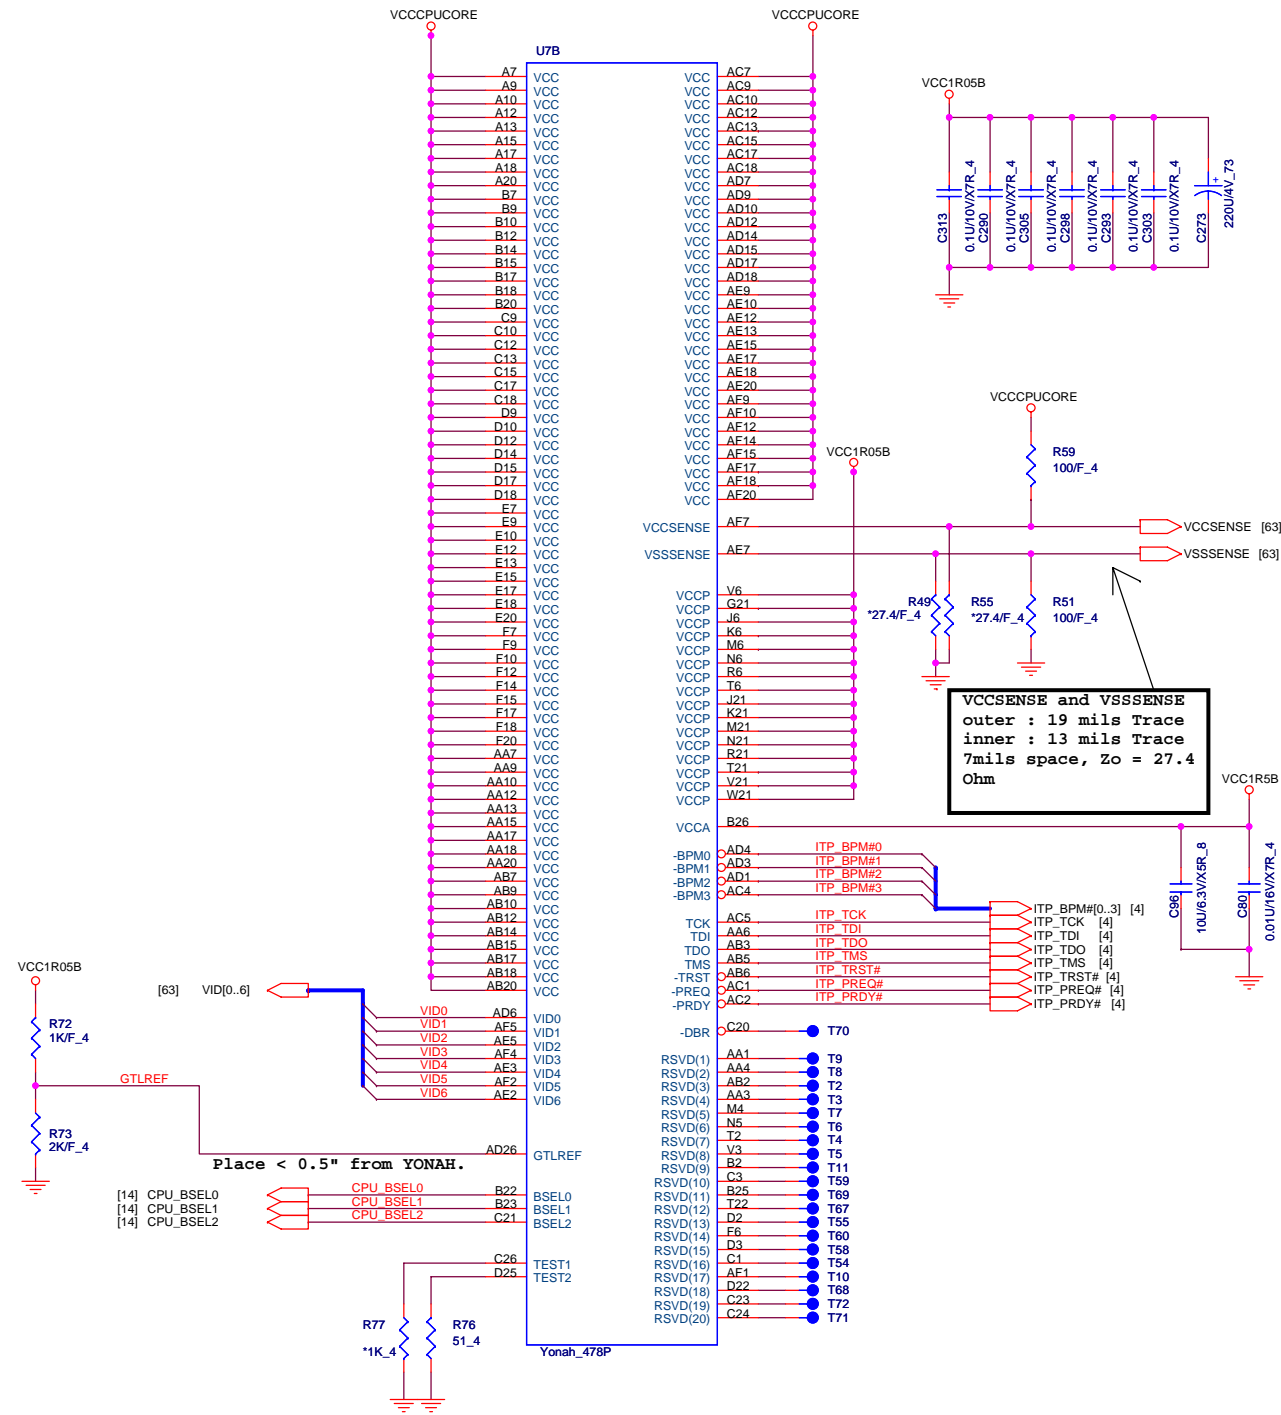 VCCCPUCORE
VCCCPUCORE
U7B
A7 VCC VCC AC7
A9 VCC VCC AC9
A10 VCC VCC AC10
A12 VCC VCC AC12
A13 VCC VCC AC13
A15 VCC VCC AC15
A17 VCC VCC AC17
A18 VCC VCC AC18
A20 VCC VCC AD7
B7 VCC VCC AD9
B9 VCC VCC AD10
B10 VCC VCC AD12
B12 VCC VCC AD14
B14 VCC VCC AD15
B15 VCC VCC AD17
B17 VCC VCC AD18
B18 VCC VCC AE9
B20 VCC VCC AE10
C9 VCC VCC AE12
C10 VCC VCC AE13
C12 VCC VCC AE15
C13 VCC VCC AE17
C15 VCC VCC AE18
C17 VCC VCC AE20
C18 VCC VCC AF9
D9 VCC VCC AF10
D10 VCC VCC AF12
D12 VCC VCC AF14
D14 VCC VCC AF15
D15 VCC VCC AF17
D17 VCC VCC AF18
D18 VCC VCC AF20
E7 VCC
E9 VCC VCCSENSE AF7
E10 VCC
E12 VCC VSSSENSE AE7
E13 VCC
E15 VCC
E17 VCC VCCP V6
E18 VCC VCCP G21
E20 VCC VCCP J6
F7 VCC VCCP K6
F9 VCC VCCP M6
F10 VCC VCCP N6
F12 VCC VCCP R6
F14 VCC VCCP T6
F15 VCC VCCP J21
F17 VCC VCCP K21
F18 VCC VCCP M21
F20 VCC VCCP N21
AA7 VCC VCCP R21
AA9 VCC VCCP T21
AA10 VCC VCCP V21
AA12 VCC VCCP W21
AA13 VCC
AA15 VCC VCCA B26
AA17 VCC
AA18 VCC -BPM0 AD4 ITP_BPM#0
AA20 VCC -BPM1 AD3 ITP_BPM#1
AB7 VCC -BPM2 AD1 ITP_BPM#2
AB9 VCC -BPM3 AC4 ITP_BPM#3
AB10 VCC
AB12 VCC TCK AC5 ITP_TCK
AB14 VCC TDI AA6 ITP_TDI
AB15 VCC TDO AB3 ITP_TDO
AB17 VCC TMS AB5 ITP_TMS
AB18 VCC -TRST AB6 ITP_TRST#
AB20 VCC -PREQ AC1 ITP_PREQ#
-PRDY AC2 ITP_PRDY#
ITP_BPM#[0..3] [4]
ITP_TCK [4]
ITP_TDI [4]
ITP_TDO [4]
ITP_TMS [4]
ITP_TRST# [4]
ITP_PREQ# [4]
ITP_PRDY# [4]
[63] VID[0..6]
VID0 AD6 VID0
VID1 AF5 VID1
VID2 AE5 VID2
VID3 AF4 VID3
VID4 AE3 VID4
VID5 AF2 VID5
VID6 AE2 VID6
-DBR C20 T70
RSVD(1) AA1 T9
RSVD(2) AA4 T8
RSVD(3) AB2 T2
RSVD(4) AA3 T3
RSVD(5) M4 T7
RSVD(6) N5 T6
RSVD(7) T2 T4
RSVD(8) V3 T5
RSVD(9) B2 T11
RSVD(10) C3 T59
RSVD(11) B25 T69
RSVD(12) T22 T67
RSVD(13) D2 T55
RSVD(14) F6 T60
RSVD(15) D3 T58
RSVD(16) C1 T54
RSVD(17) AF1 T10
RSVD(18) D22 T68
RSVD(19) C23 T72
RSVD(20) C24 T71
VCC1R05B
R72
1K/F_4
GTLREF
R73
2K/F_4
AD26 GTLREF
Place < 0.5" from YONAH.
[14] CPU_BSEL0 CPU_BSEL0 B22 BSEL0
[14] CPU_BSEL1 CPU_BSEL1 B23 BSEL1
[14] CPU_BSEL2 CPU_BSEL2 C21 BSEL2
C26 TEST1
D25 TEST2
R77
*1K_4
R76
51_4
Yonah_478P
VCC1R05B
C313
0.1U/10V/X7R_4
C290
0.1U/10V/X7R_4
C305
0.1U/10V/X7R_4
C298
0.1U/10V/X7R_4
C293
0.1U/10V/X7R_4
C303
0.1U/10V/X7R_4
C273
+
220U/4V_73
VCCCPUCORE
R59
100/F_4
VCC1R05B
VCCSENSE [63]
VSSSENSE [63]
R49
*27.4/F_4
R55
*27.4/F_4
R51
100/F_4
VCCSENSE and VSSSENSE
outer : 19 mils Trace
inner : 13 mils Trace
7mils space, Zo = 27.4
Ohm
VCC1R5B
C96
10U/6.3V/X5R_8
C80
0.01U/16V/X7R_4